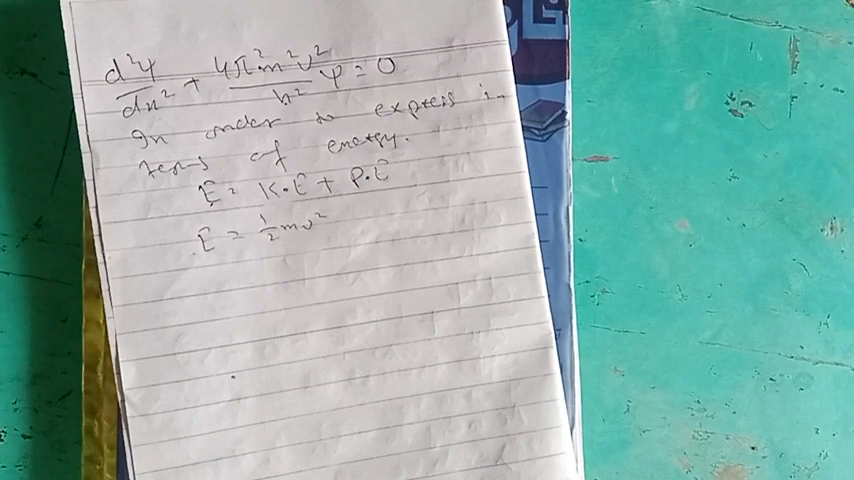 d²ψ/dx² + 4π²m²v²/h² ψ = 0
In order to express in
terms of energy.
E = K.E + P.E
E = ½mv²